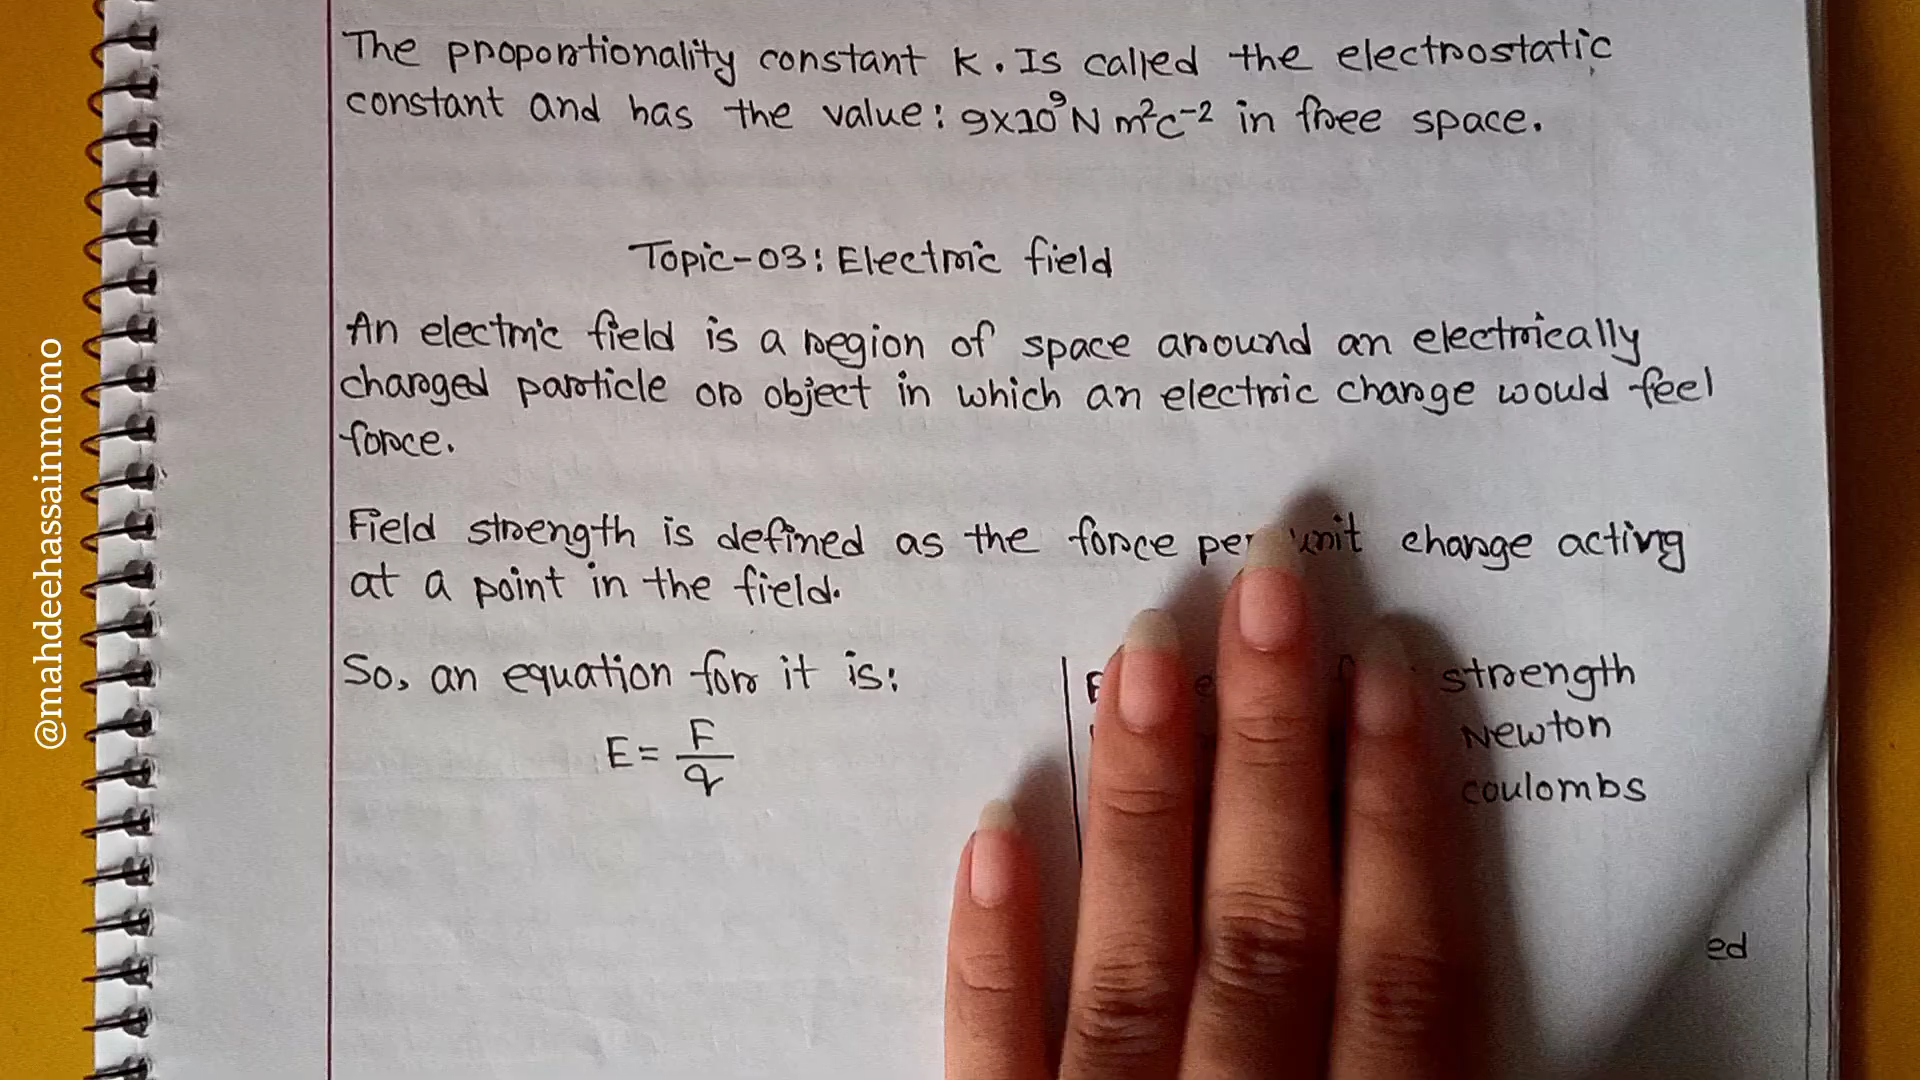 The proportionality constant K. Is called the electrostatic
constant and has the value: 9x10⁹N m²c⁻² in free space.
Topic-03: Electric field
An electric field is a region of space around an electrically
charged particle or object in which an electric charge would feel
force.
Field strength is defined as the force per unit charge acting
at a point in the field.
So, an equation for it is:
E = F/q
strength
Newton
coulombs
ed
@mahdeehassainmomo